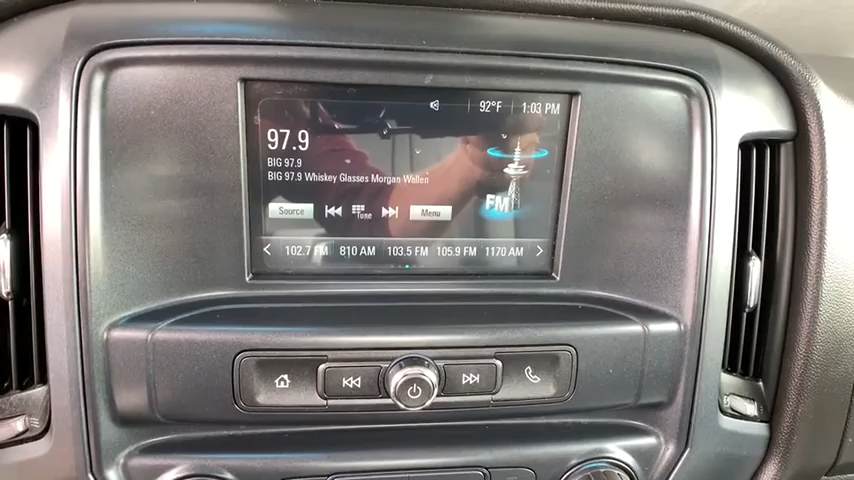 92°F 1:03 PM
97.9
BIG 97.9
BIG 97.9 Whiskey Glasses Morgan Wallen
FM
Source Tune Menu
102.7 FM 810 AM 103.5 FM 105.9 FM 1170 AM